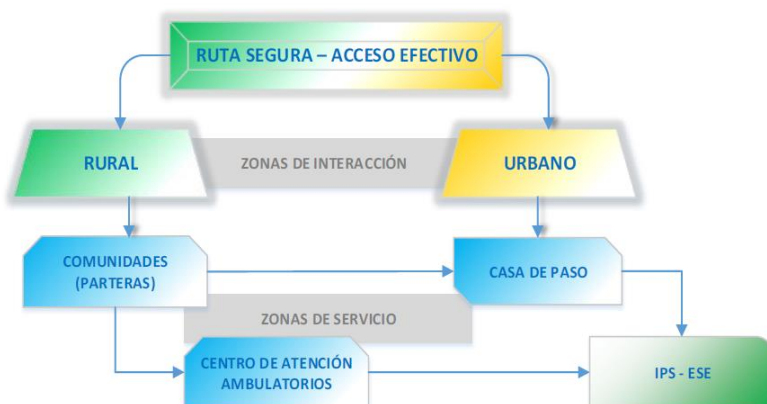 RUTA SEGURA – ACCESO EFECTIVO
RURAL
ZONAS DE INTERACCIÓN
URBANO
COMUNIDADES
(PARTERAS)
CASA DE PASO
ZONAS DE SERVICIO
CENTRO DE ATENCIÓN
AMBULATORIOS
IPS - ESE